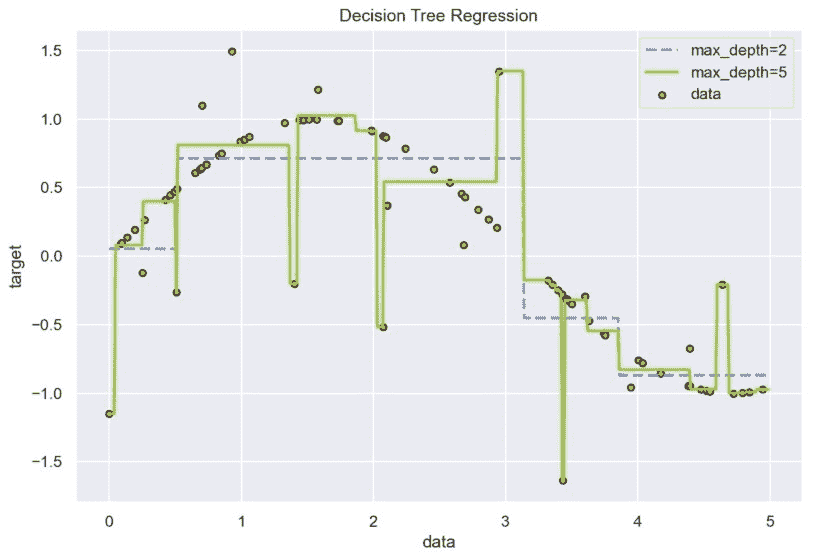 Decision Tree Regression
max_depth=2
max_depth=5
data
1.5
1.0
0.5
0.0
−0.5
−1.0
−1.5
target
0 1 2 3 4 5
data